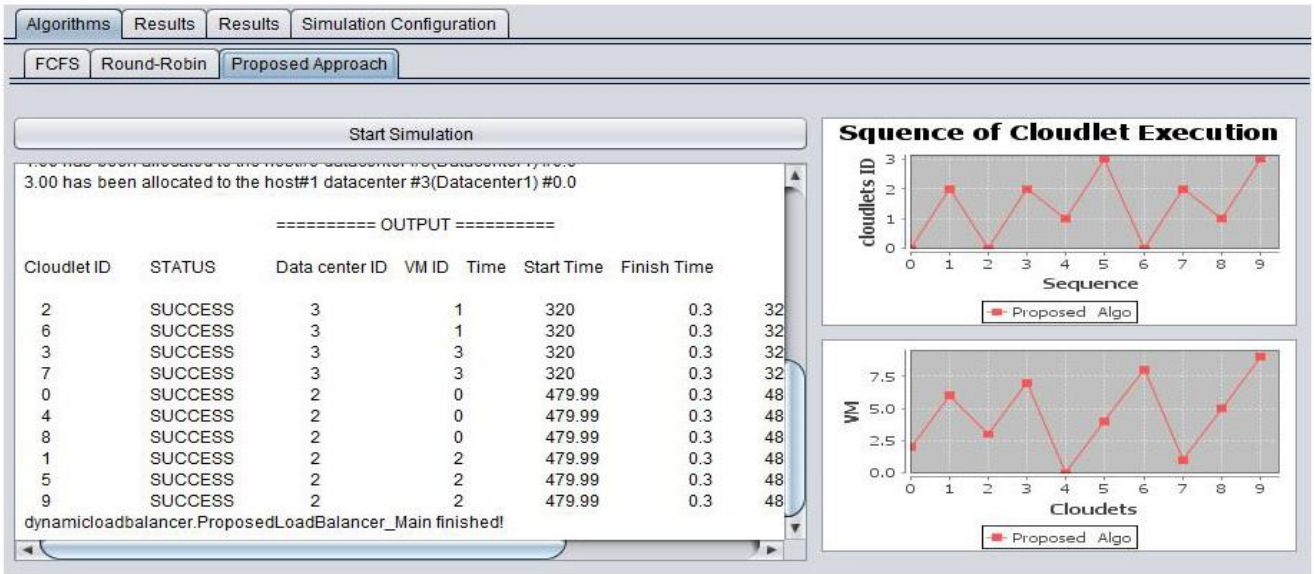 Algorithms Results Results Simulation Configuration
FCFS Round-Robin Proposed Approach
Start Simulation
3.00 has been allocated to the host#1 datacenter #3(Datacenter1) #0.0
========== OUTPUT ==========
Cloudlet ID STATUS Data center ID VM ID Time Start Time Finish Time
2 SUCCESS 3 1 320 0.3 32
6 SUCCESS 3 1 320 0.3 32
3 SUCCESS 3 3 320 0.3 32
7 SUCCESS 3 3 320 0.3 32
0 SUCCESS 2 0 479.99 0.3 48
4 SUCCESS 2 0 479.99 0.3 48
8 SUCCESS 2 0 479.99 0.3 48
1 SUCCESS 2 2 479.99 0.3 48
5 SUCCESS 2 2 479.99 0.3 48
9 SUCCESS 2 2 479.99 0.3 48
dynamicloadbalancer.ProposedLoadBalancer_Main finished!
Squence of Cloudlet Execution
cloudlets ID
3
2
1
0
0 1 2 3 4 5 6 7 8 9
Sequence
Proposed Algo
VM
7.5
5.0
2.5
0.0
0 1 2 3 4 5 6 7 8 9
Cloudets
Proposed Algo